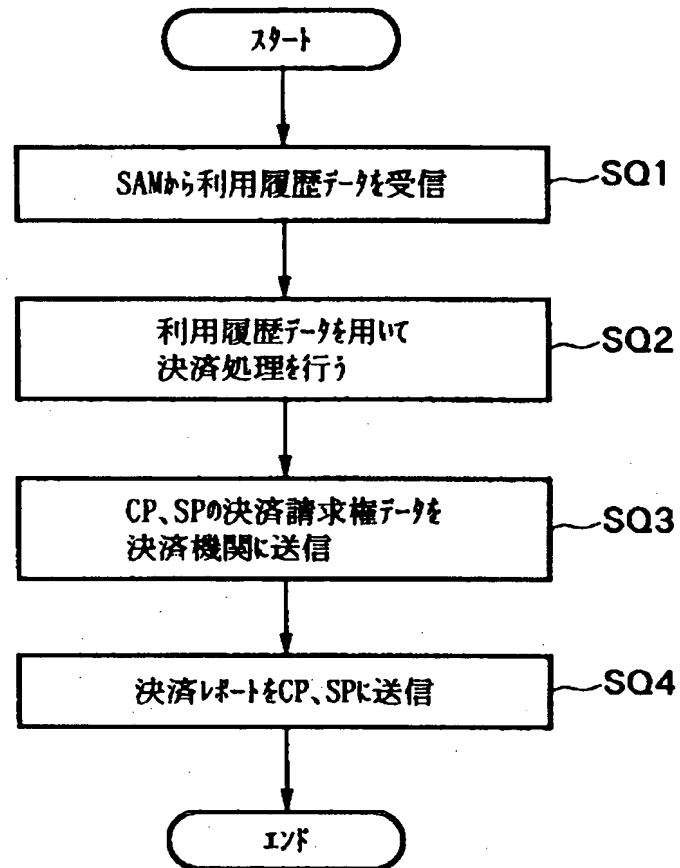 スタート
SAMから利用履歴データを受信
SQ1
利用履歴データを用いて
決済処理を行う
SQ2
CP、SPの決済請求権データを
決済機関に送信
SQ3
決済レポートをCP、SPに送信
SQ4
エンド